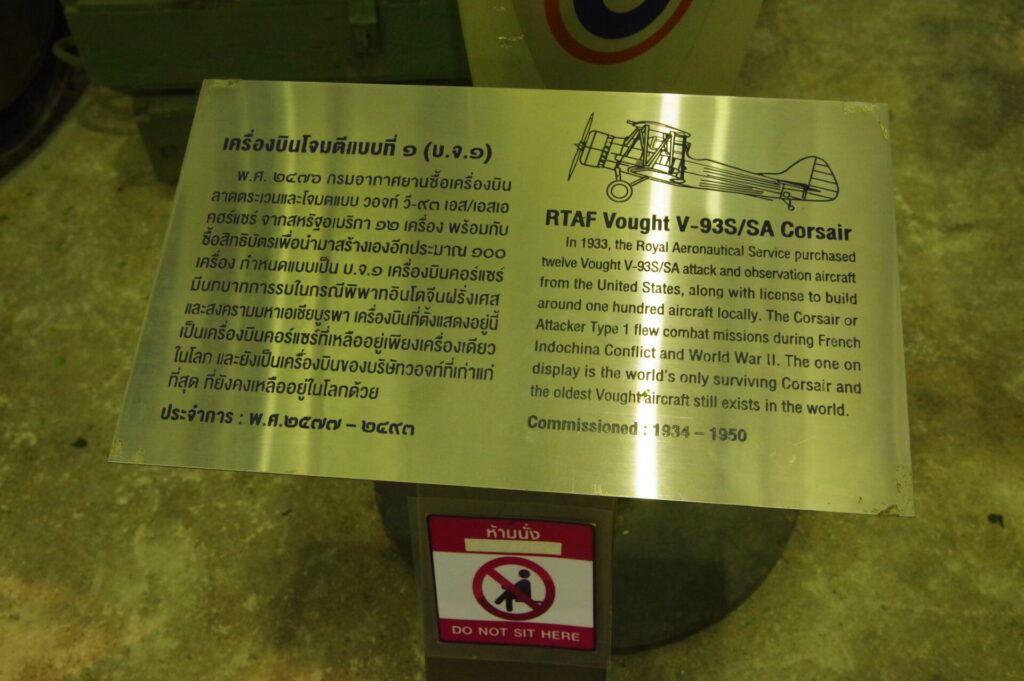 เครื่องบินโจมตีแบบที่ ๑ (บ.จ.๑)
พ.ศ. ๒๔๗๖ กรมอากาศยานซื้อเครื่องบิน
ลาดตระเวนและโจมตีแบบ วอจท์ วี-๙๓ เอส/เอสเอ
คอร์แซร์ จากสหรัฐอเมริกา ๑๒ เครื่อง พร้อมกับ
ซื้อสิทธิบัตรเพื่อนำมาสร้างเองอีกประมาณ ๑๐๐
เครื่อง กำหนดแบบเป็น บ.จ.๑ เครื่องบินคอร์แซร์
มีบทบาทการรบในกรณีพิพาทอินโดจีนฝรั่งเศส
และสงครามมหาเอเชียบูรพา เครื่องบินที่ตั้งแสดงอยู่นี้
เป็นเครื่องบินคอร์แซร์ที่เหลืออยู่เพียงเครื่องเดียว
ในโลก และยังเป็นเครื่องบินของบริษัทวอจท์ที่เก่าแก่
ที่สุด ที่ยังคงเหลืออยู่ในโลกด้วย
ประจำการ : พ.ศ.๒๔๗๗ – ๒๔๙๓
RTAF Vought V-93S/SA Corsair
In 1933, the Royal Aeronautical Service purchased
twelve Vought V-93S/SA attack and observation aircraft
from the United States, along with license to build
around one hundred aircraft locally. The Corsair or
Attacker Type 1 flew combat missions during French
Indochina Conflict and World War II. The one on
display is the world's only surviving Corsair and
the oldest Vought aircraft still exists in the world.
Commissioned : 1934 – 1950
ห้ามนั่ง
DO NOT SIT HERE